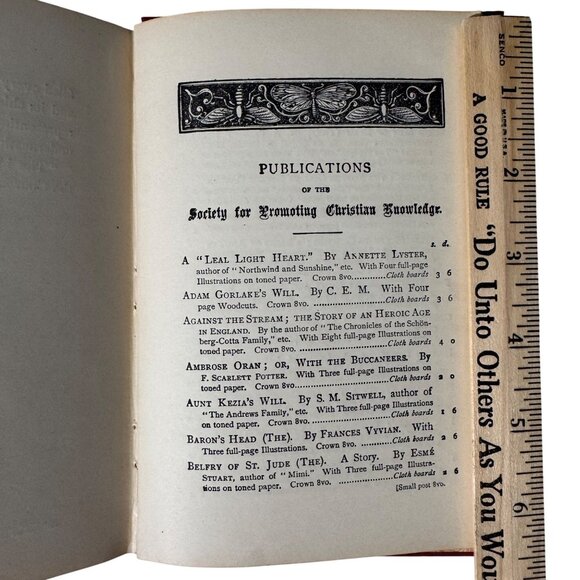 PUBLICATIONS
OF THE
Society for Promoting Christian Knowledge.
s. d.
A "LEAL LIGHT HEART." BY ANNETTE LYSTER,
author of "Northwind and Sunshine," etc. With Four full-page
Illustrations on toned paper. Crown 8vo..............Cloth boards 3 6
ADAM GORLAKE'S WILL. BY C. E. M. WITH FOUR
page Woodcuts. Crown 8vo..............Cloth boards 3 6
AGAINST THE STREAM; THE STORY OF AN HEROIC AGE
IN ENGLAND. By the author of "The Chronicles of the Schön-
berg-Cotta Family," etc. With Eight full-page Illustrations on
toned paper. Crown 8vo..............Cloth boards 4 0
AMBROSE ORAN; OR, WITH THE BUCCANEERS. BY
F. SCARLETT POTTER. With Three full-page Illustrations on
toned paper. Crown 8vo..............Cloth boards 2 0
AUNT KEZIA'S WILL. BY S. M. SITWELL, author of
"The Andrews Family," etc. With Three full-page Illustrations
on toned paper. Crown 8vo..............Cloth boards 1 6
BARON'S HEAD (THE). BY FRANCES VYVIAN. With
Three full-page Illustrations. Crown 8vo..............Cloth boards 2 6
BELFRY OF ST. JUDE (THE). A Story. BY ESMÉ
STUART, author of "Mimi." With Three full-page Illustra-
tions on toned paper. Crown 8vo..............Cloth boards 2 6
[Small post 8vo.
SENCO
MADE IN U.S.A.
A GOOD RULE "Do Unto Others As You Wou
1
2
3
4
5
6